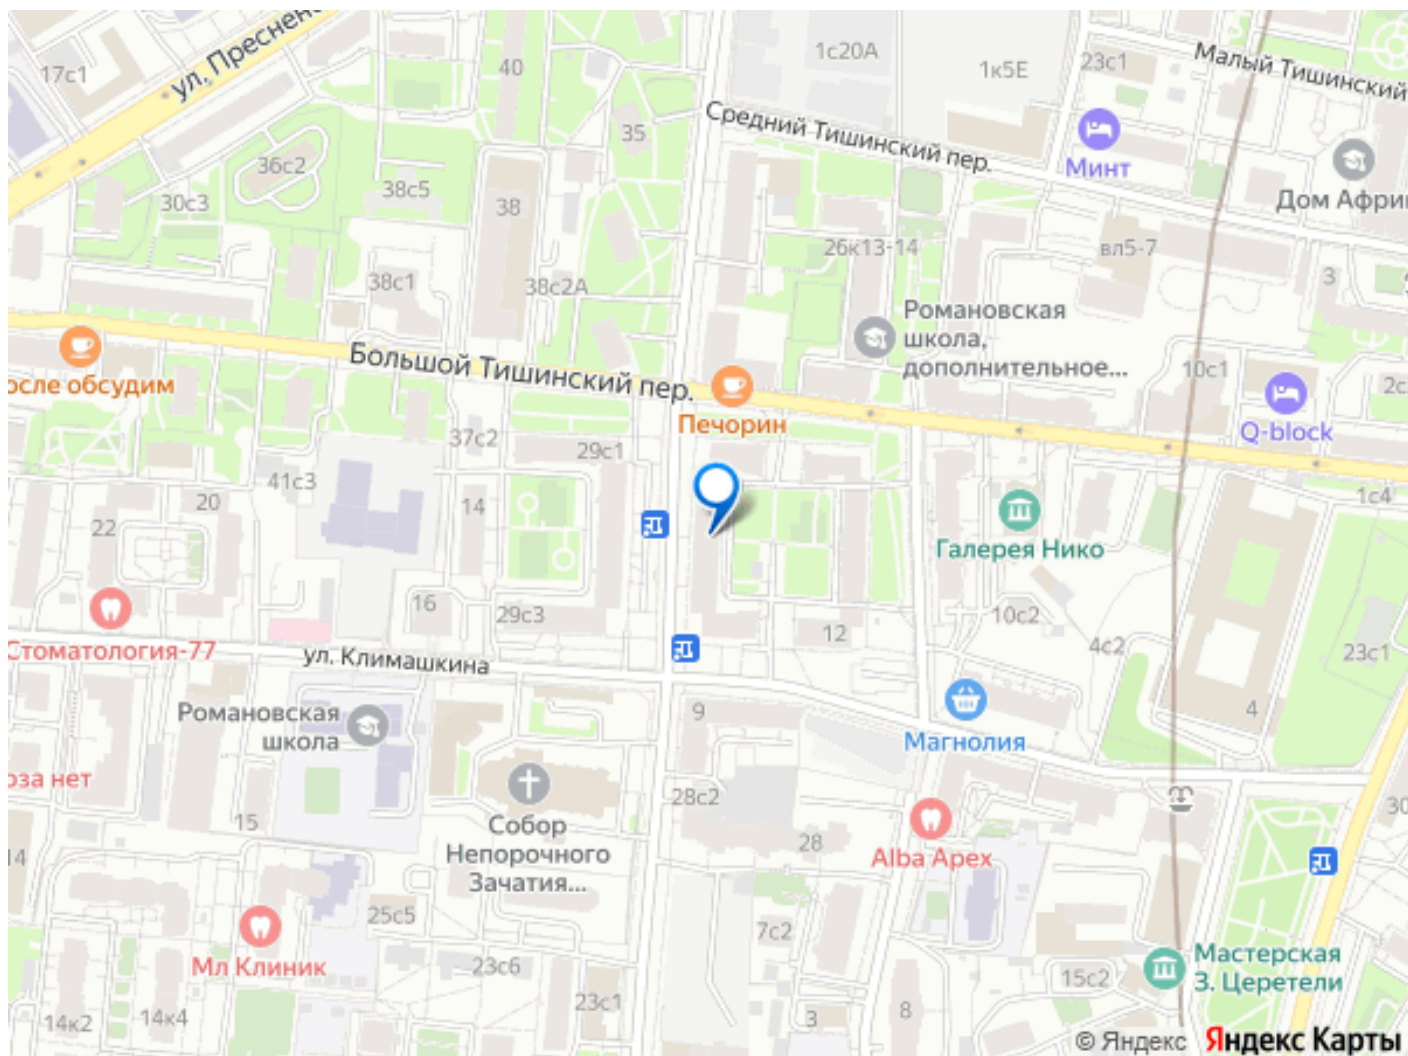 17с1
ул. Пресненс
40
1с20А
1к5Е
23с1
Малый Тишинский
Средний Тишинский пер.
35
Минт
36с2
38с5
30с3
38
Дом Афри
26к13-14
вл5-7
3
38с1
38с2А
Романовская
школа,
дополнительное...
Большой Тишинский пер.
осле обсудим
Печорин
10с1
2с
Q-block
37с2
29с1
41с3
20
14
22
1с4
Галерея Нико
16
29с3
12
10с2
4с2
23с1
Стоматология-77
ул. Климашкина
Романовская
школа
9
Магнолия
4
оза нет
28с2
30
15
Собор
Непорочного
Зачатия...
28
Alba Apex
14
25с5
7с2
Мл Клиник
23с6
Мастерская
З. Церетели
15с2
14к2
14к4
23с1
3
8
© Яндекс Яндекс Карты